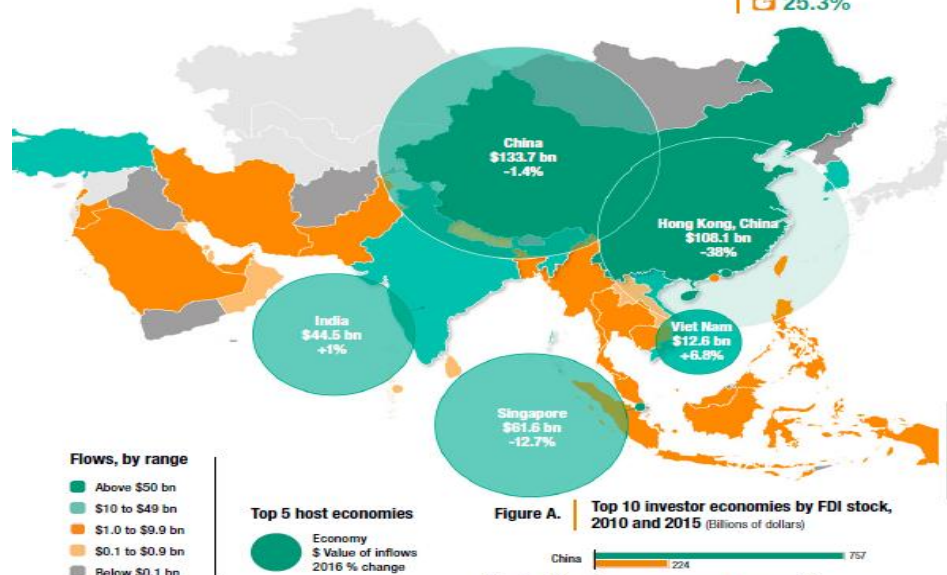 25.3%
China
$133.7 bn
-1.4%
Hong Kong, China
$108.1 bn
-38%
India
$44.5 bn
+1%
Viet Nam
$12.6 bn
+6.8%
Singapore
$61.6 bn
-12.7%
Flows, by range
Above $50 bn
$10 to $49 bn
$1.0 to $9.9 bn
$0.1 to $0.9 bn
Below $0.1 bn
Top 5 host economies
Economy
$ Value of inflows
2016 % change
Figure A.
Top 10 investor economies by FDI stock,
2010 and 2015 (Billions of dollars)
China
757
224